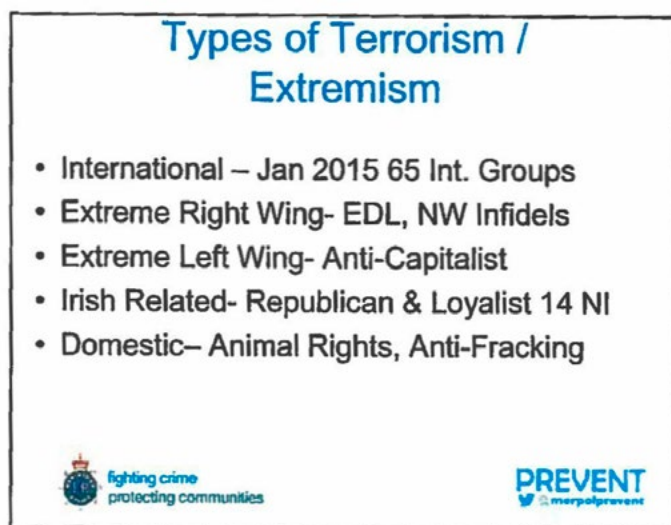 Types of Terrorism /
Extremism
• International – Jan 2015 65 Int. Groups
• Extreme Right Wing- EDL, NW Infidels
• Extreme Left Wing- Anti-Capitalist
• Irish Related- Republican & Loyalist 14 NI
• Domestic– Animal Rights, Anti-Fracking
fighting crime
protecting communities
PREVENT
@merpolprevent